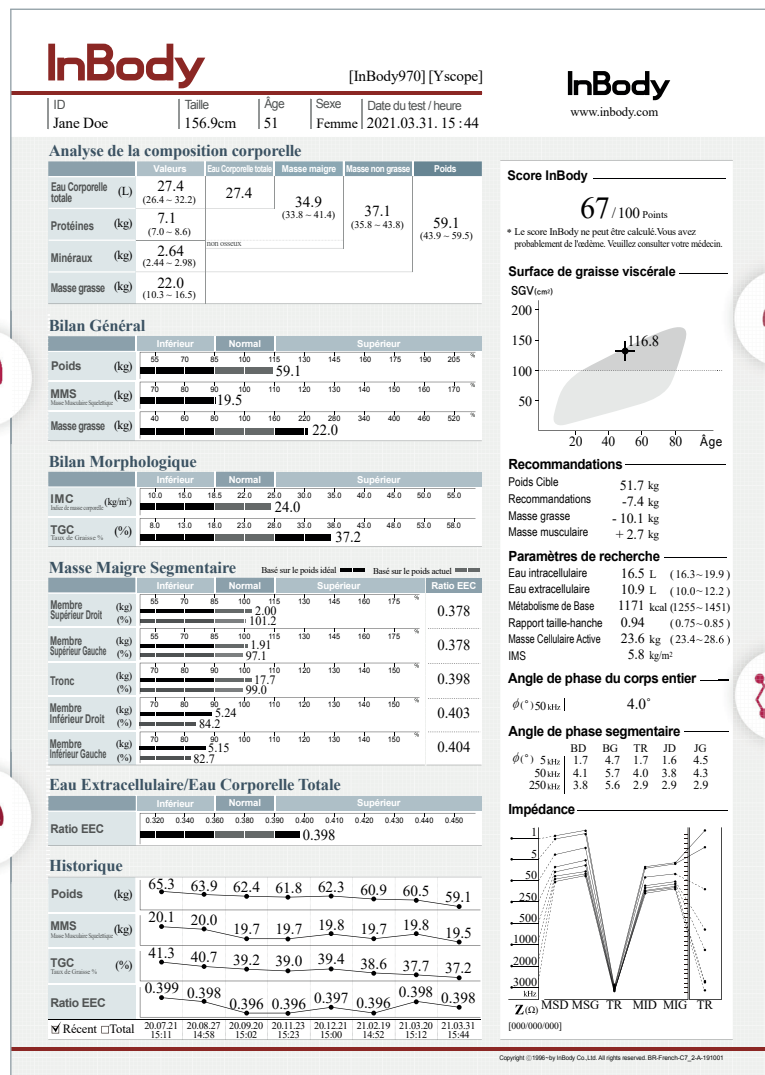 InBody
[InBody970] [Yscope]
InBody
www.inbody.com
ID Taille Âge Sexe Date du test / heure
Jane Doe 156.9cm 51 Femme 2021.03.31. 15 : 44
Analyse de la composition corporelle
Valeurs Eau Corporelle totale Masse maigre Masse non grasse Poids
Eau Corporelle totale (L) 27.4 (26.4 ~ 32.2) 27.4 34.9 (33.8 ~ 41.4) 37.1 (35.8 ~ 43.8) 59.1 (43.9 ~ 59.5)
Protéines (kg) 7.1 (7.0 ~ 8.6)
non osseux
Minéraux (kg) 2.64 (2.44 ~ 2.98)
Masse grasse (kg) 22.0 (10.3 ~ 16.5)
Bilan Général
Inférieur Normal Supérieur
Poids (kg) 55 70 85 100 115 130 145 160 175 190 205 %
59.1
MMS Masse Musculaire Squelettique (kg) 70 80 90 100 110 120 130 140 150 160 170 %
19.5
Masse grasse (kg) 40 60 80 100 160 220 280 340 400 460 520 %
22.0
Bilan Morphologique
Inférieur Normal Supérieur
IMC Indice de masse corporelle (kg/m²) 10.0 15.0 18.5 22.0 25.0 30.0 35.0 40.0 45.0 50.0 55.0
24.0
TGC Taux de Graisse % (%) 8.0 13.0 18.0 23.0 28.0 33.0 38.0 43.0 48.0 53.0 58.0
37.2
Masse Maigre Segmentaire Basé sur le poids idéal Basé sur le poids actuel
Inférieur Normal Supérieur Ratio EEC
Membre Supérieur Droit (kg) (%) 55 70 85 100 115 130 145 160 175 %
2.00
101.2
0.378
Membre Supérieur Gauche (kg) (%) 55 70 85 100 115 130 145 160 175 %
1.91
97.1
0.378
Tronc (kg) (%) 70 80 90 100 110 120 130 140 150 %
17.7
99.0
0.398
Membre Inférieur Droit (kg) (%) 70 80 90 100 110 120 130 140 150 %
5.24
84.2
0.403
Membre Inférieur Gauche (kg) (%) 70 80 90 100 110 120 130 140 150 %
5.15
82.7
0.404
Eau Extracellulaire/Eau Corporelle Totale
Inférieur Normal Supérieur
Ratio EEC 0.320 0.340 0.360 0.380 0.390 0.400 0.410 0.420 0.430 0.440 0.450
0.398
Historique
Poids (kg) 65.3 63.9 62.4 61.8 62.3 60.9 60.5 59.1
MMS Masse Musculaire Squelettique (kg) 20.1 20.0 19.7 19.7 19.8 19.7 19.8 19.5
TGC Taux de Graisse % (%) 41.3 40.7 39.2 39.0 39.4 38.6 37.7 37.2
Ratio EEC 0.399 0.398 0.396 0.396 0.397 0.396 0.398 0.398
Récent Total 20.07.21 20.08.27 20.09.20 20.11.23 20.12.21 21.02.19 21.03.20 21.03.31
15:11 14:58 15:02 15:23 15:00 14:52 15:12 15:44
Score InBody
67 / 100 Points
* Le score InBody ne peut être calculé.Vous avez
probablement de l'œdème. Veuillez consulter votre médecin.
Surface de graisse viscérale
SGV(cm²)
200
150
100
50
116.8
20 40 60 80 Âge
Recommandations
Poids Cible 51.7 kg
Recommandations -7.4 kg
Masse grasse - 10.1 kg
Masse musculaire + 2.7 kg
Paramètres de recherche
Eau intracellulaire 16.5 L (16.3~19.9)
Eau extracellulaire 10.9 L (10.0~12.2)
Métabolisme de Base 1171 kcal (1255~1451)
Rapport taille-hanche 0.94 (0.75~0.85)
Masse Cellulaire Active 23.6 kg (23.4~28.6)
IMS 5.8 kg/m²
Angle de phase du corps entier
ϕ(°)50 kHz 4.0°
Angle de phase segmentaire
BD BG TR JD JG
ϕ(°) 5 kHz 1.7 4.7 1.7 1.6 4.5
50 kHz 4.1 5.7 4.0 3.8 4.3
250 kHz 3.8 5.6 2.9 2.9 2.9
Impédance
1
5
50
250
500
1000
2000
3000
kHz
Z(Ω) MSD MSG TR MID MIG TR
[000/000/000]
Copyright ©1996~by InBody Co.,Ltd. All rights reserved. BR-French-C7_2-A-191001